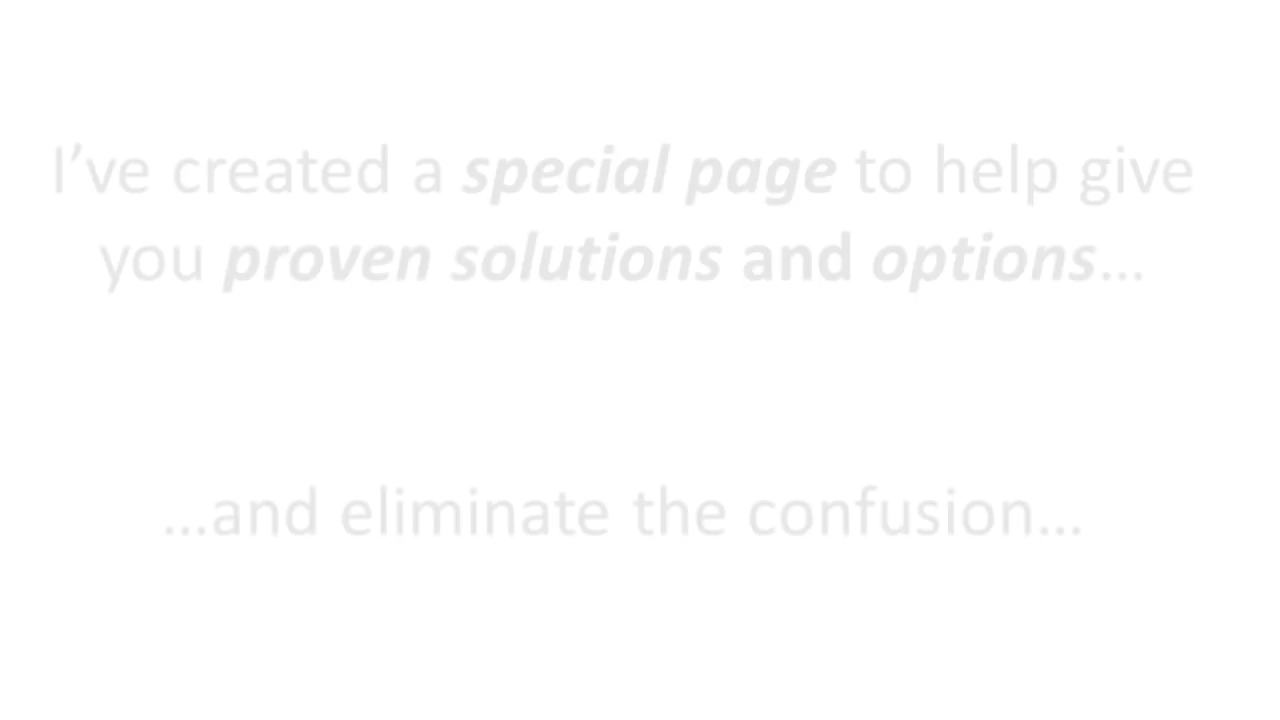 I’ve created a special page to help give
you proven solutions and options…
…and eliminate the confusion…